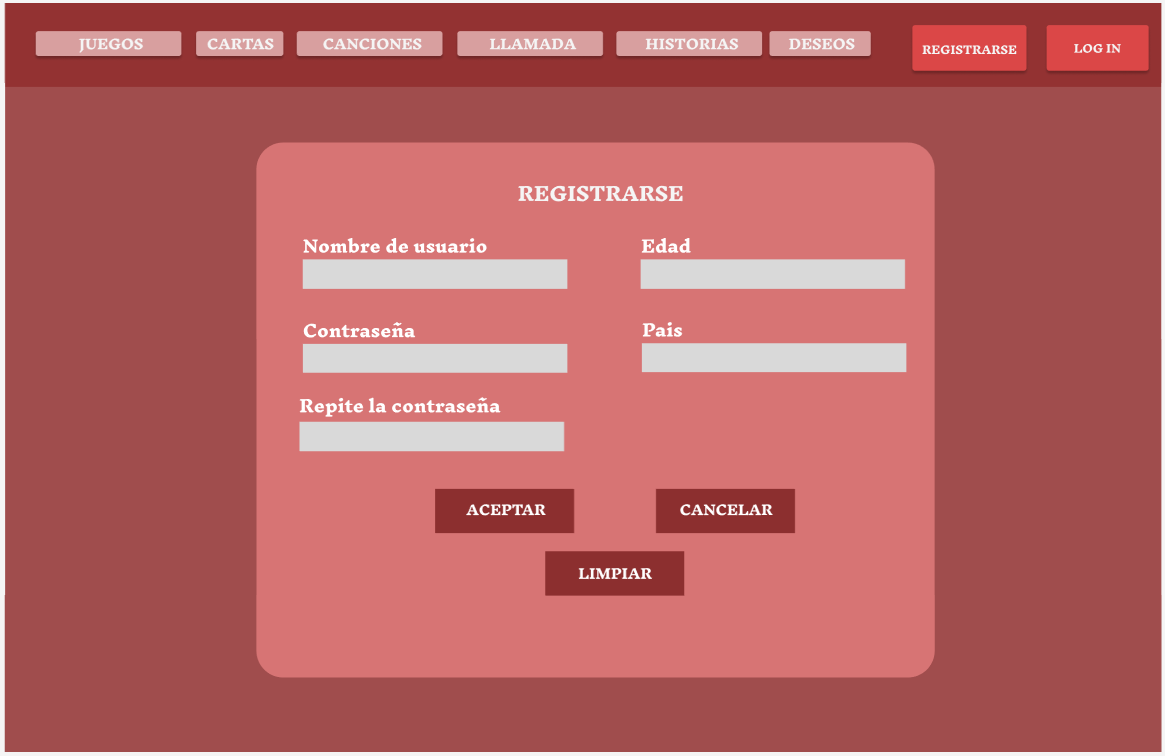 JUEGOS CARTAS CANCIONES LLAMADA HISTORIAS DESEOS REGISTRARSE LOG IN
REGISTRARSE
Nombre de usuario Edad
Contraseña Pais
Repite la contraseña
ACEPTAR CANCELAR
LIMPIAR